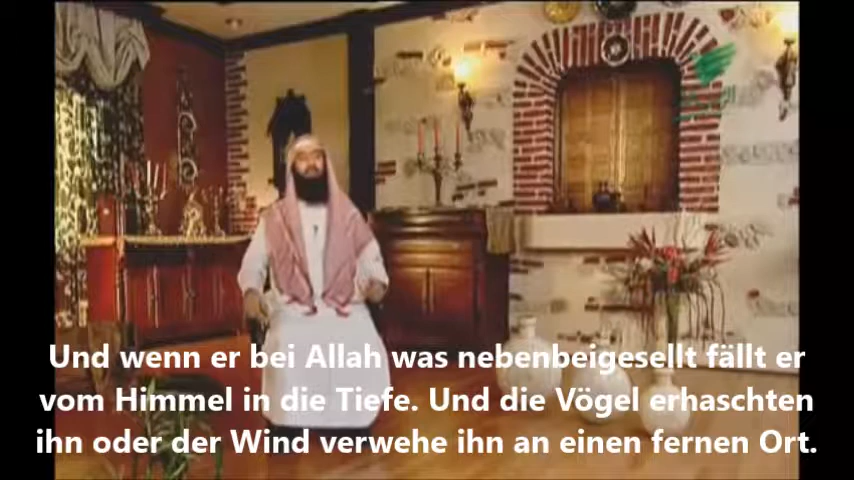 Und wenn er bei Allah was nebenbeigesellt fällt er
vom Himmel in die Tiefe. Und die Vögel erhaschten
ihn oder der Wind verwehe ihn an einen fernen Ort.